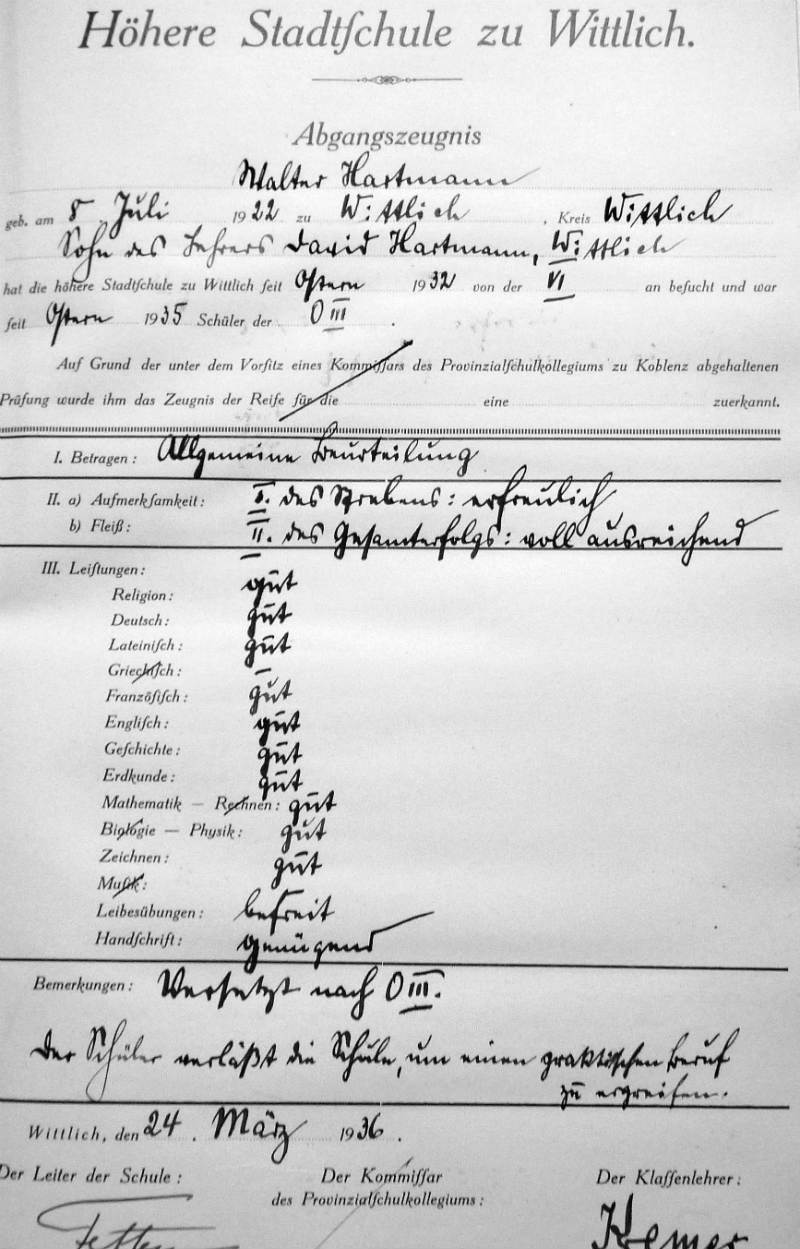 Höhere Stadtſchule zu Wittlich.
Abgangszeugnis
Walter Hartmann
geb. am 8 Juli 1922 zu Wittlich, Kreis Wittlich
Sohn des Lehrers David Hartmann, Wittlich
hat die höhere Stadtſchule zu Wittlich ſeit Oſtern 1932 von der VI an beſucht und war
ſeit Oſtern 1935 Schüler der O III.
Auf Grund der unter dem Vorſitz eines Kommiſſars des Provinzialſchulkollegiums zu Koblenz abgehaltenen
Prüfung wurde ihm das Zeugnis der Reife für die eine zuerkannt.
I. Betragen: Allgemeine Beurteilung
II. a) Aufmerkſamkeit: I. des Strebens: erfreulich
b) Fleiß: II. des Geſamterfolgs: voll ausreichend
III. Leiſtungen:
Religion: gut
Deutſch: gut
Lateiniſch: gut
Griechiſch: –
Franzöſiſch: gut
Engliſch: gut
Geſchichte: gut
Erdkunde: gut
Mathematik — Rechnen: gut
Biologie — Phyſik: gut
Zeichnen: gut
Muſik:
Leibesübungen: befreit
Handſchrift: genügend
Bemerkungen: Verſetzt nach O III.
Der Schüler verläßt die Schule, um einen praktiſchen Beruf
zu ergreifen.
Wittlich, den 24. März 1936.
Der Leiter der Schule: Der Kommiſſar Der Klaſſenlehrer:
des Provinzialſchulkollegiums: